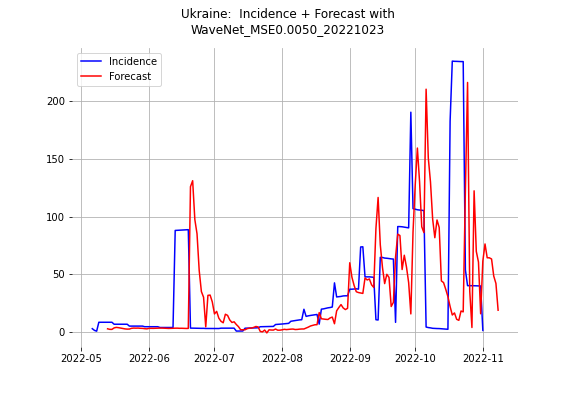 Ukraine:  Incidence + Forecast with
WaveNet_MSE0.0050_20221023
Incidence
Forecast
200
150
100
50
0
2022-05 2022-06 2022-07 2022-08 2022-09 2022-10 2022-11